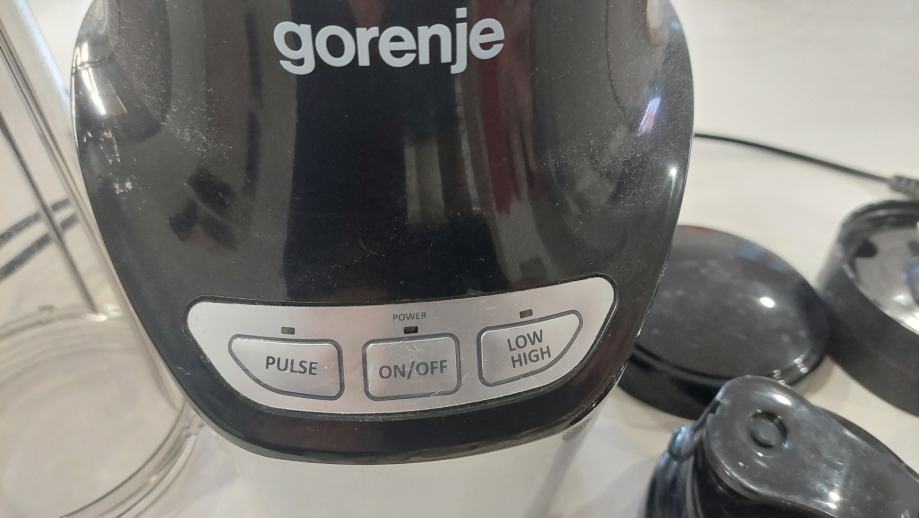 gorenje
POWER
PULSE
ON/OFF
LOW
HIGH